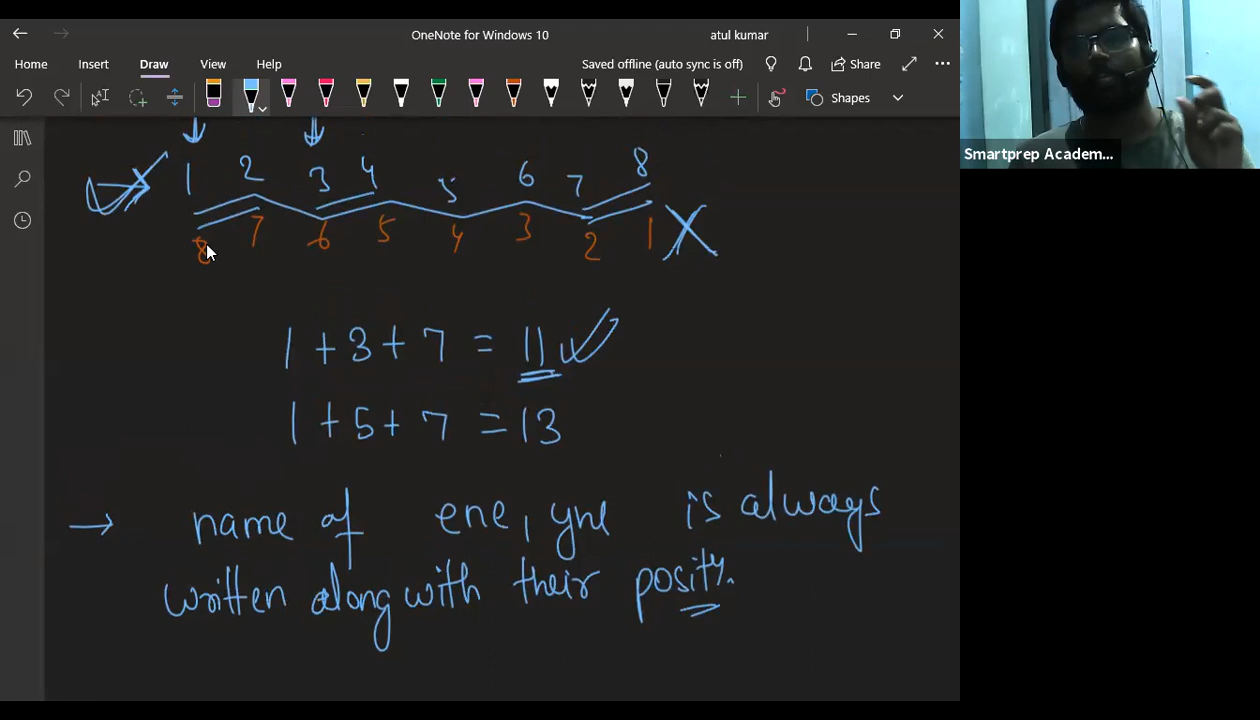 OneNote for Windows 10
atul kumar
Home Insert Draw View Help
Saved offline (auto sync is off)
Share
Shapes
Smartprep Academ...
1 2 3 4 5 6 7 8
8 7 6 5 4 3 2 1 X
1 + 3 + 7 = 11
1 + 5 + 7 = 13
→ name of ene, yne is always
written along with their posity.